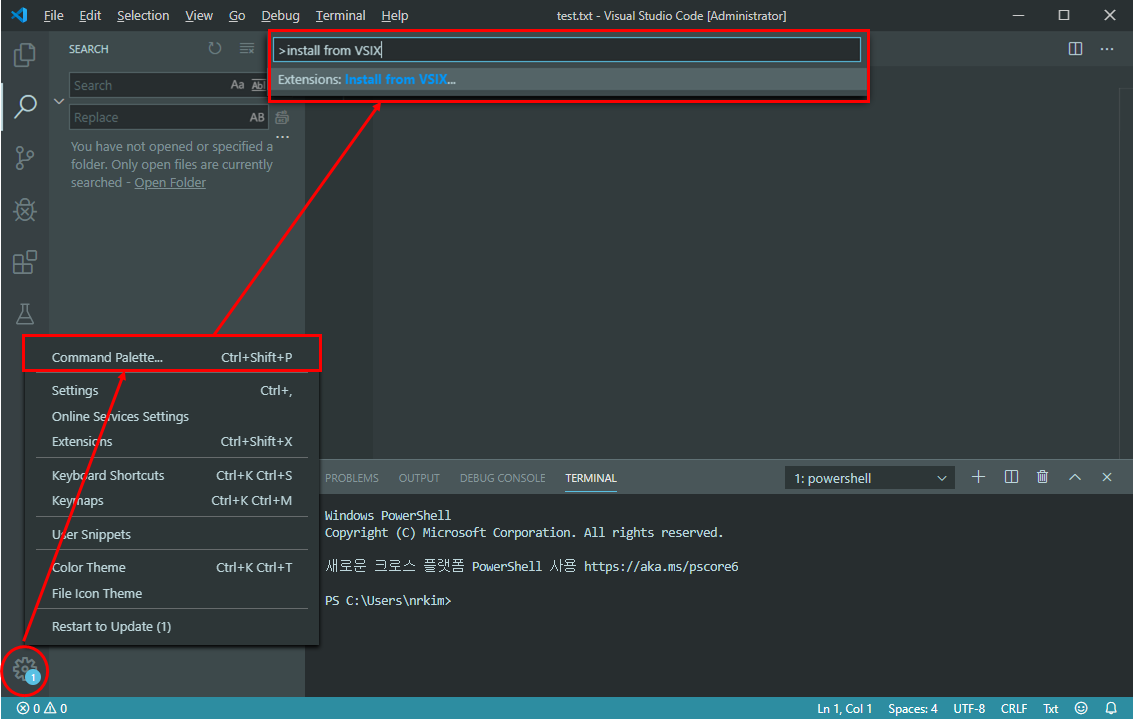 File Edit Selection View Go Debug Terminal Help test.txt - Visual Studio Code [Administrator]
SEARCH
>install from VSIX
Extensions: Install from VSIX...
Search Aa Abl
Replace AB
You have not opened or specified a
folder. Only open files are currently
searched - Open Folder
Command Palette... Ctrl+Shift+P
Settings Ctrl+,
Online Services Settings
Extensions Ctrl+Shift+X
Keyboard Shortcuts Ctrl+K Ctrl+S
Keymaps Ctrl+K Ctrl+M
User Snippets
Color Theme Ctrl+K Ctrl+T
File Icon Theme
Restart to Update (1)
1
PROBLEMS OUTPUT DEBUG CONSOLE TERMINAL 1: powershell
Windows PowerShell
Copyright (C) Microsoft Corporation. All rights reserved.
새로운 크로스 플랫폼 PowerShell 사용 https://aka.ms/pscore6
PS C:\Users\nrkim>
0 0 Ln 1, Col 1 Spaces: 4 UTF-8 CRLF Txt